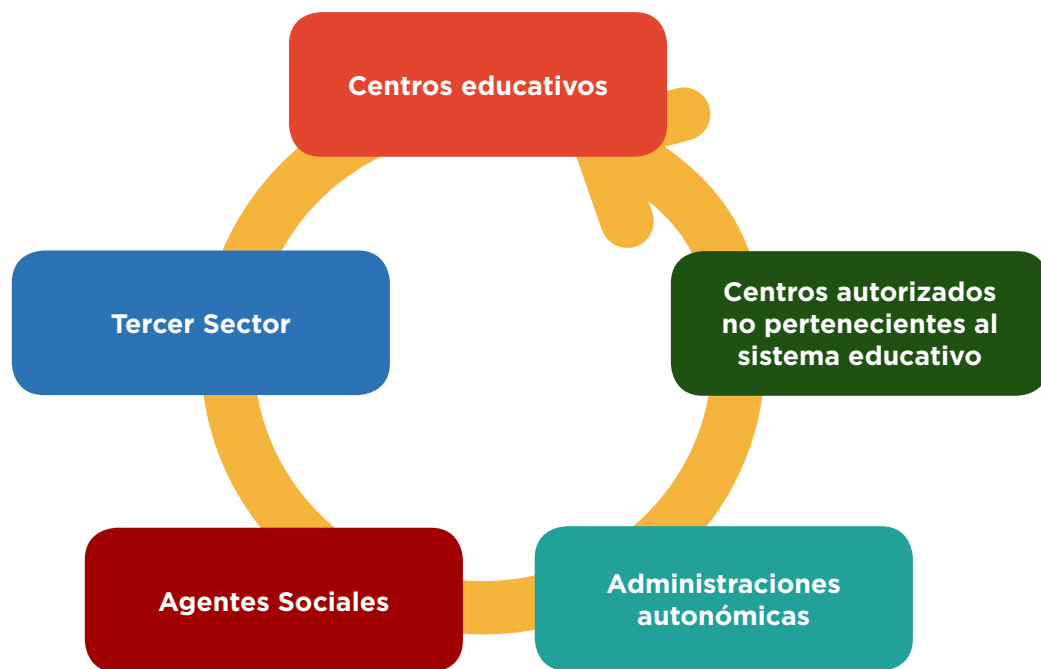 Centros educativos
Tercer Sector
Centros autorizados
no pertenecientes al
sistema educativo
Agentes Sociales
Administraciones
autonómicas